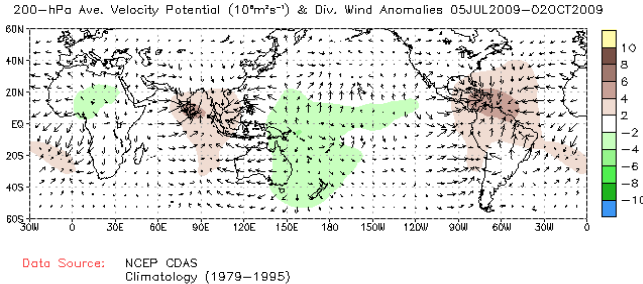 200-hPa Ave. Velocity Potential (10⁶m²s⁻¹) & Div. Wind Anomalies 05JUL2009-02OCT2009
60N
40N
20N
EQ
20S
40S
60S
30W 0 30E 60E 90E 120E 150E 180 150W 120W 90W 60W 30W 0
10
8
6
4
2
-2
-4
-6
-8
-10
Data Source: NCEP CDAS
Climatology (1979-1995)